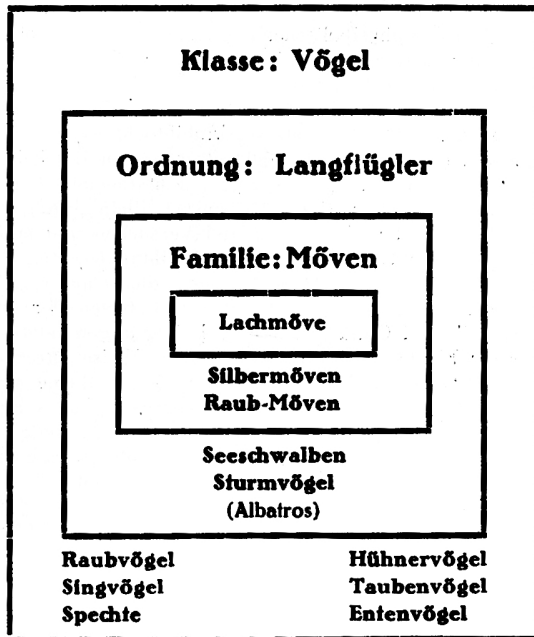 Klasse: Vögel
Ordnung: Langflügler
Familie: Möven
Lachmöve
Silbermöven
Raub-Möven
Seeschwalben
Sturmvögel
(Albatros)
Raubvögel Hühnervögel
Singvögel Taubenvögel
Spechte Entenvögel